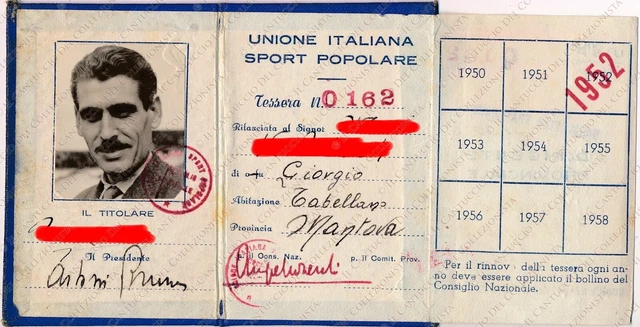 IL TITOLARE
Il Presidente
UNIONE ITALIANA
SPORT POPOLARE
Tessera N. 0162
Rilasciata al Signor
di Giorgio
Abitazione Tabellano
Provincia Mantova
p. il Cons. Naz. p. il Comit. Prov.
1950 1951 1952
1952
1953 1954 1955
1956 1957 1958
Per il rinnovo della tessera ogni an-
no deve essere applicato il bollino del
Consiglio Nazionale.